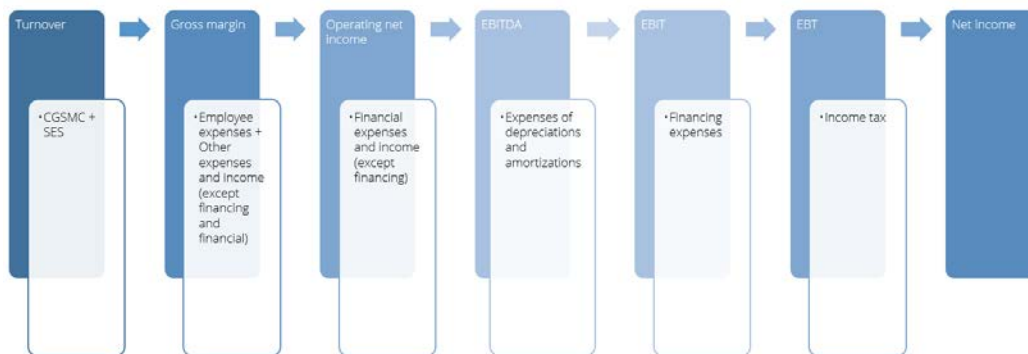 Turnover
Gross margin
Operating net
income
EBITDA
EBIT
EBT
Net income
•CGSMC +
SES
•Employee
expenses +
Other
expenses
and income
(except
financing
and
financial)
•Financial
expenses
and income
(except
financing)
•Expenses of
depreciations
and
amortizations
•Financing
expenses
•Income tax